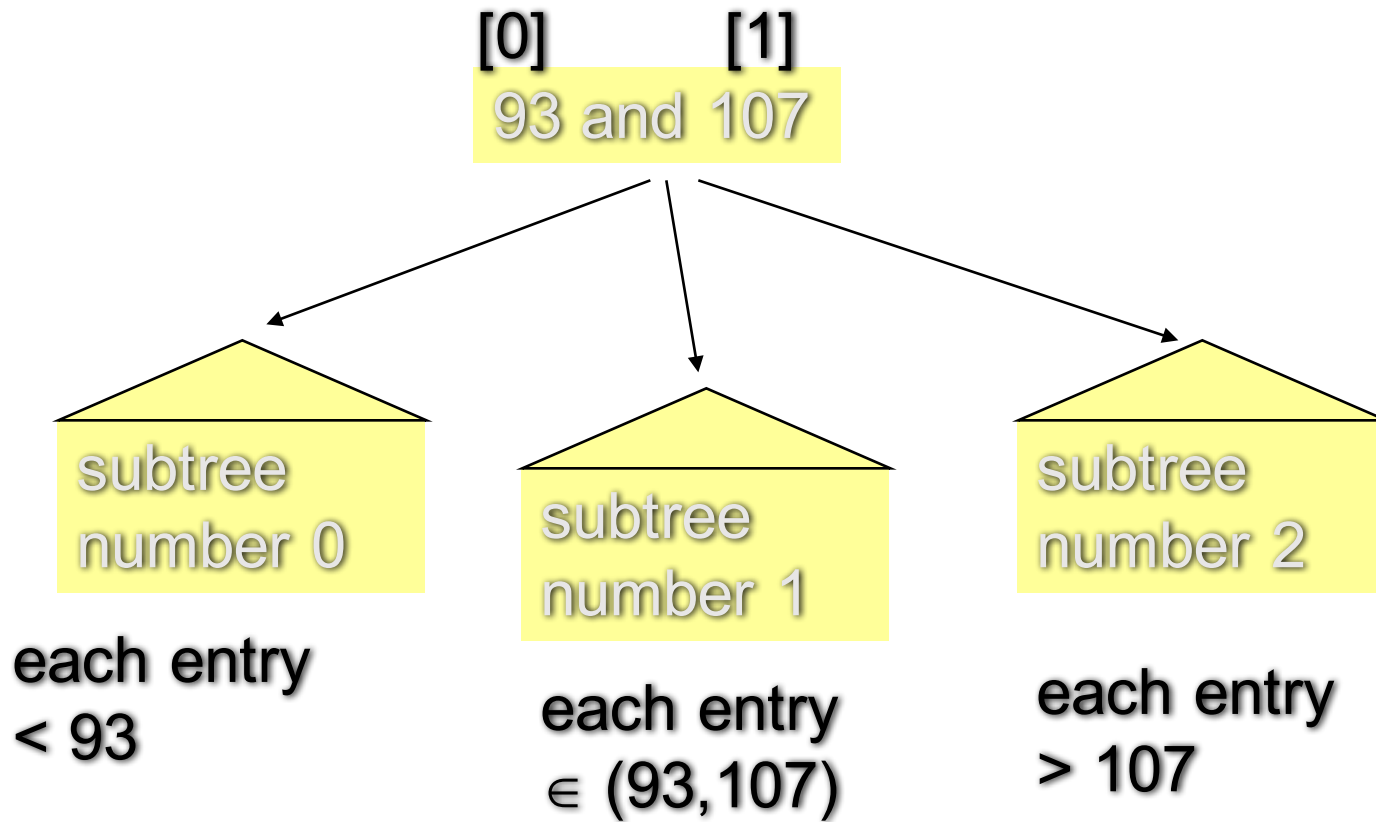 [0] [1]
93 and 107
subtree
number 0
each entry
< 93
subtree
number 1
each entry
∈ (93,107)
subtree
number 2
each entry
> 107